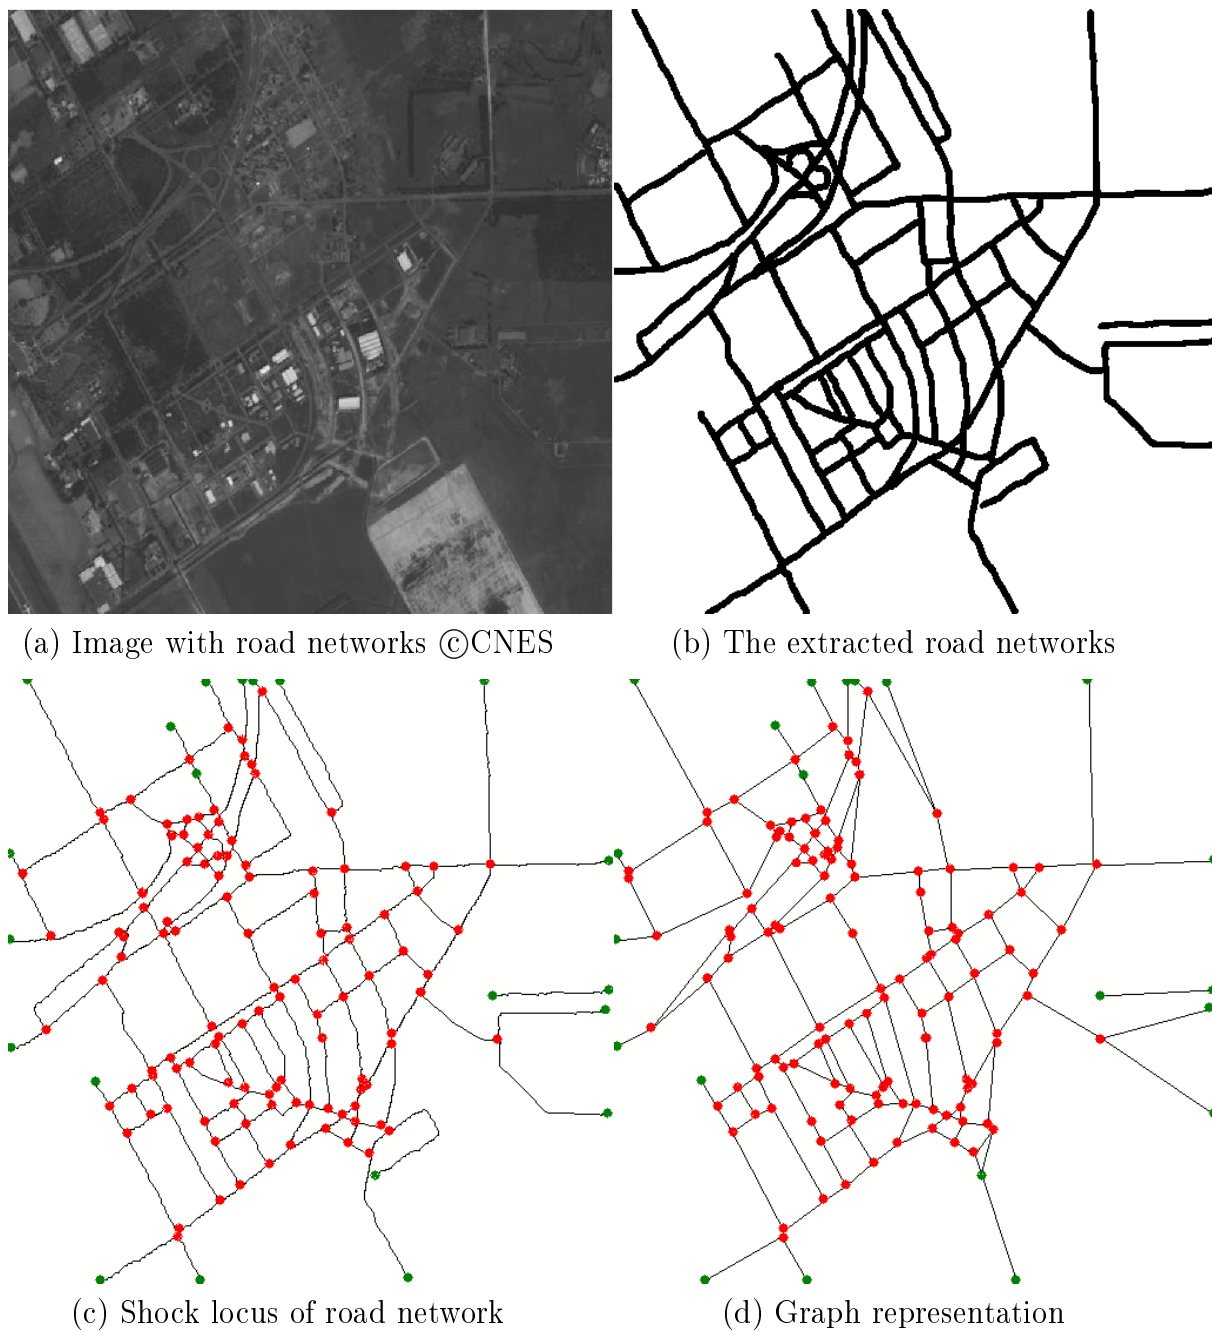 (a) Image with road networks ©CNES
(b) The extracted road networks
(c) Shock locus of road network
(d) Graph representation